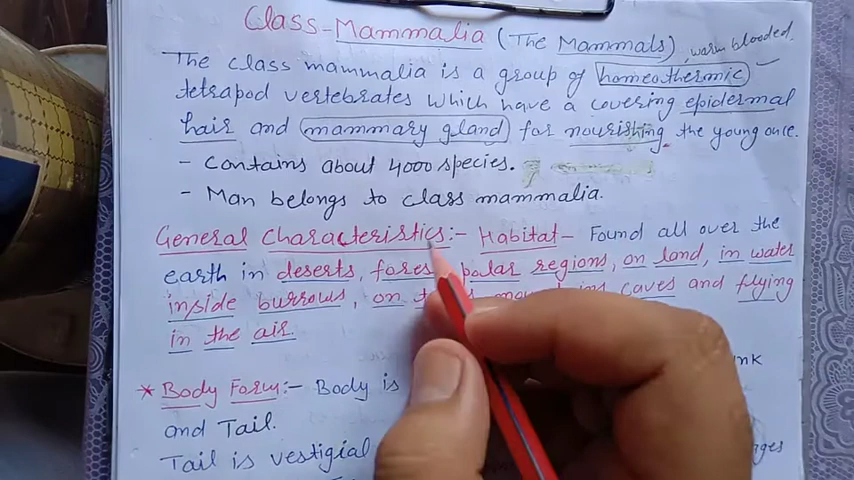 Class-Mammalia (The Mammals) warm blooded.
The class mammalia is a group of homeothermic
tetrapod vertebrates which have a covering epidermal
hair and mammary gland for nourishing the young once.
- Contains about 4000 species.
- Man belongs to class mammalia.
General Characteristics:- Habitat- Found all over the
earth in deserts, fores polar regions, on land, in water
inside burrows, on caves and flying
in the air.
* Body Form:- Body is
and Tail.
Tail is vestigial